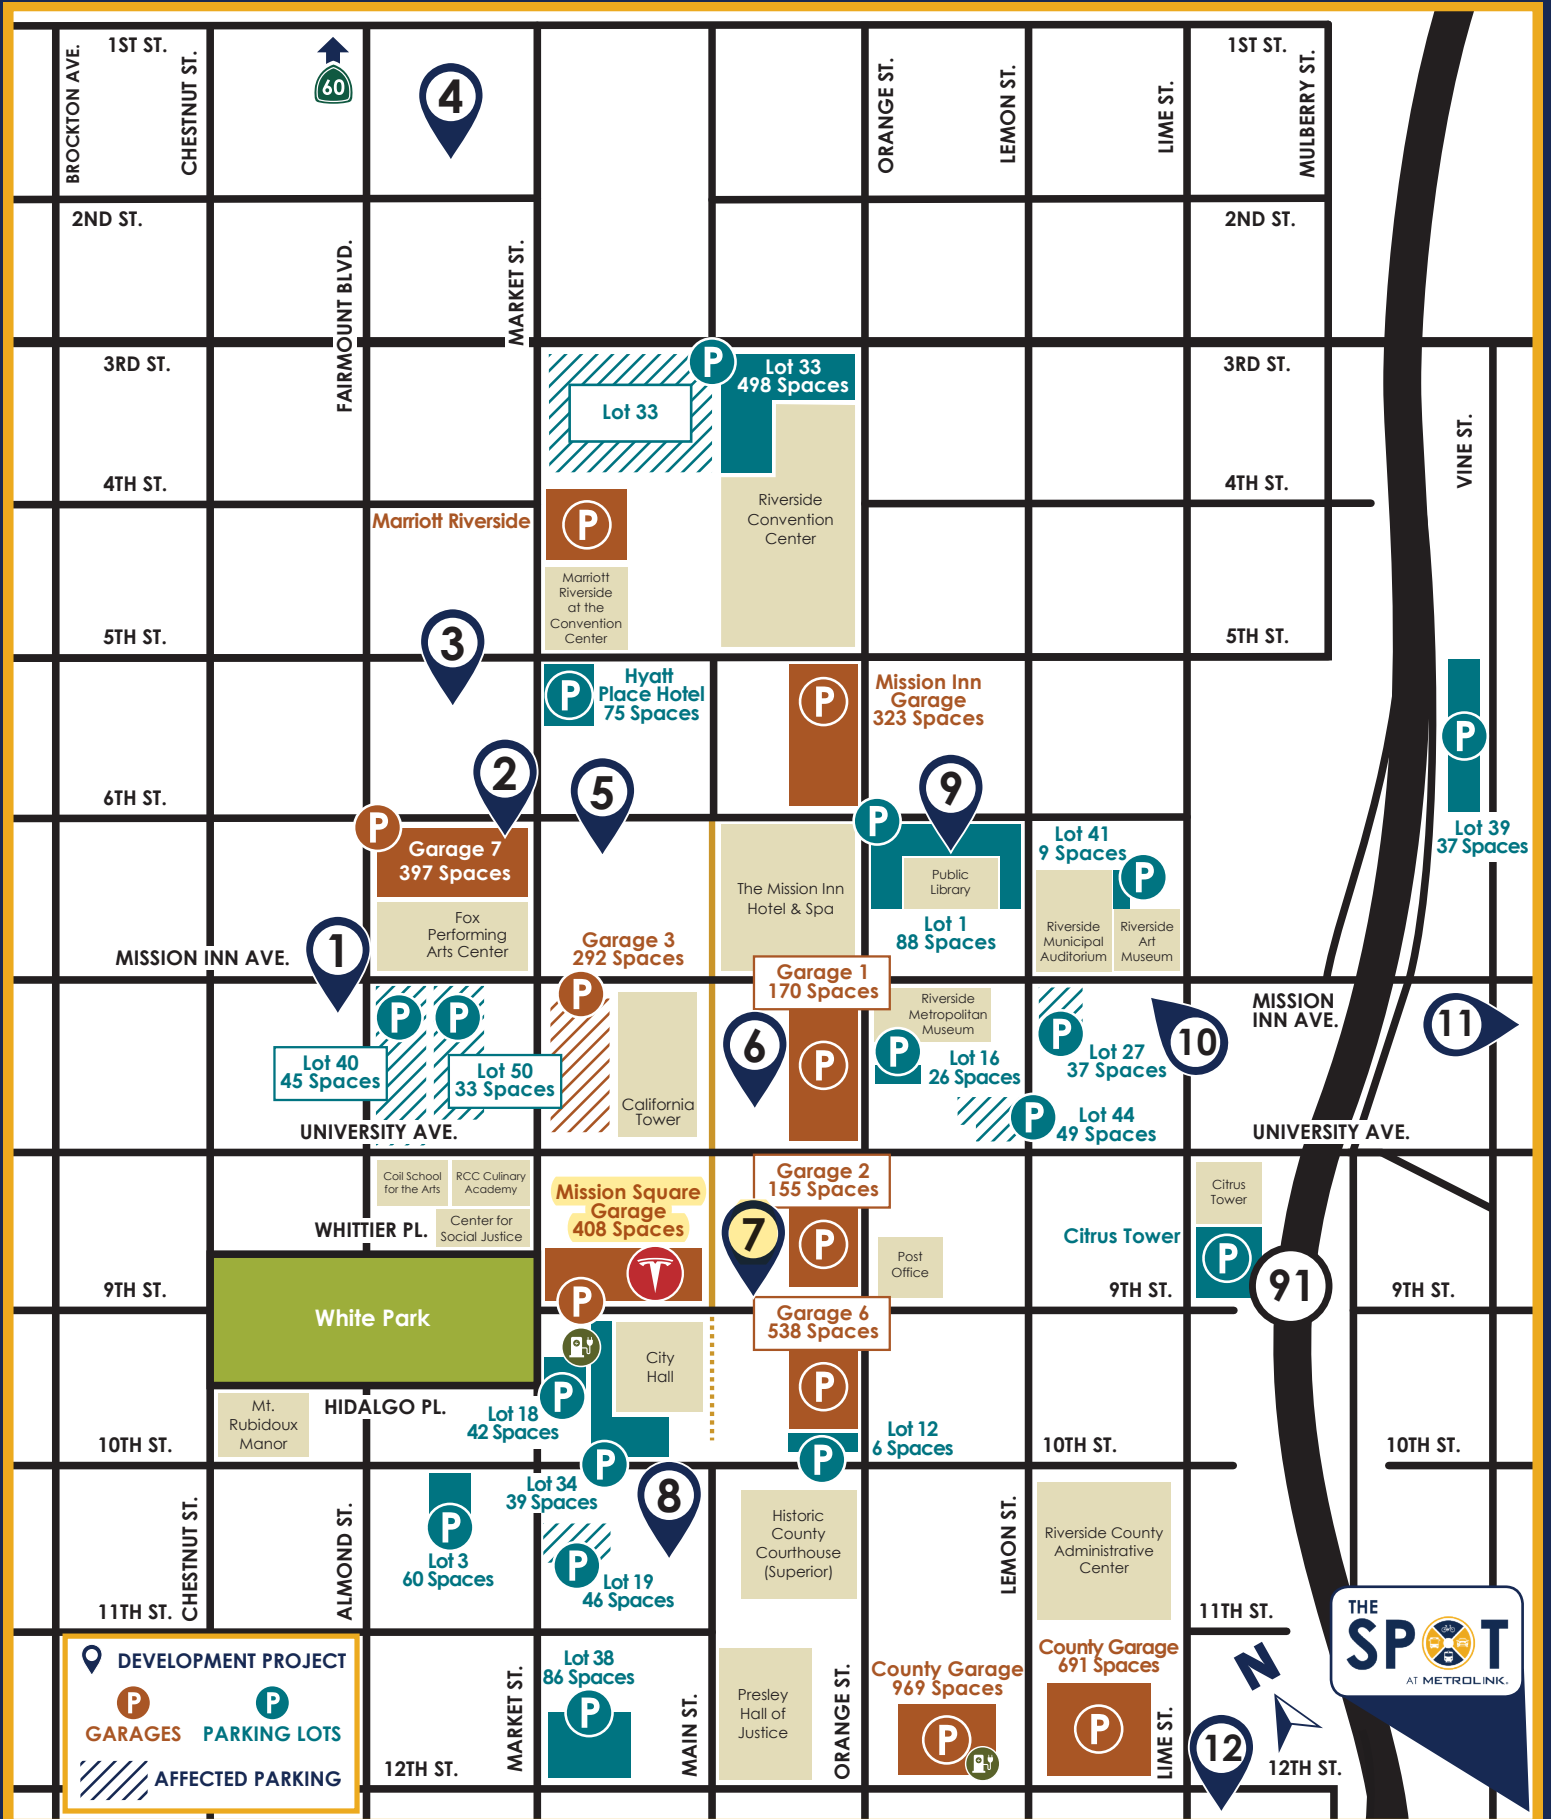 1ST ST.
1ST ST.
BROCKTON AVE.
CHESTNUT ST.
60
4
ORANGE ST.
LEMON ST.
LIME ST.
MULBERRY ST.
2ND ST.
2ND ST.
FAIRMOUNT BLVD.
MARKET ST.
3RD ST.
3RD ST.
P
Lot 33
498 Spaces
Lot 33
VINE ST.
4TH ST.
4TH ST.
Marriott Riverside
P
Riverside
Convention
Center
Marriott
Riverside
at the
Convention
Center
5TH ST.
5TH ST.
3
P
Hyatt
Place Hotel
75 Spaces
P
Mission Inn
Garage
323 Spaces
P
2
5
9
6TH ST.
P
P
Garage 7
397 Spaces
Lot 41
9 Spaces
P
Lot 39
37 Spaces
The Mission Inn
Hotel & Spa
Public
Library
Fox
Performing
Arts Center
Lot 1
88 Spaces
Riverside
Municipal
Auditorium
Riverside
Art
Museum
1
MISSION INN AVE.
Garage 3
292 Spaces
Garage 1
170 Spaces
P
P
P
Riverside
Metropolitan
Museum
MISSION
INN AVE.
11
10
6
P
P
P
Lot 40
45 Spaces
Lot 50
33 Spaces
Lot 16
26 Spaces
Lot 27
37 Spaces
California
Tower
P
Lot 44
49 Spaces
UNIVERSITY AVE.
UNIVERSITY AVE.
Coil School
for the Arts
RCC Culinary
Academy
Mission Square
Garage
408 Spaces
Garage 2
155 Spaces
Citrus
Tower
WHITTIER PL.
Center for
Social Justice
7
P
Post
Office
Citrus Tower
P
9TH ST.
P
9TH ST.
91
9TH ST.
White Park
Garage 6
538 Spaces
City
Hall
P
P
Mt.
Rubidoux
Manor
HIDALGO PL.
Lot 18
42 Spaces
Lot 12
6 Spaces
10TH ST.
10TH ST.
10TH ST.
P
P
Lot 34
39 Spaces
8
CHESTNUT ST.
ALMOND ST.
P
Lot 3
60 Spaces
P
Lot 19
46 Spaces
Historic
County
Courthouse
(Superior)
LEMON ST.
Riverside County
Administrative
Center
11TH ST.
11TH ST.
THE
SPOT
AT METROLINK.
DEVELOPMENT PROJECT
P
P
GARAGES
PARKING LOTS
AFFECTED PARKING
MARKET ST.
Lot 38
86 Spaces
P
MAIN ST.
Presley
Hall of
Justice
ORANGE ST.
County Garage
969 Spaces
P
County Garage
691 Spaces
P
LIME ST.
N
12
12TH ST.
12TH ST.